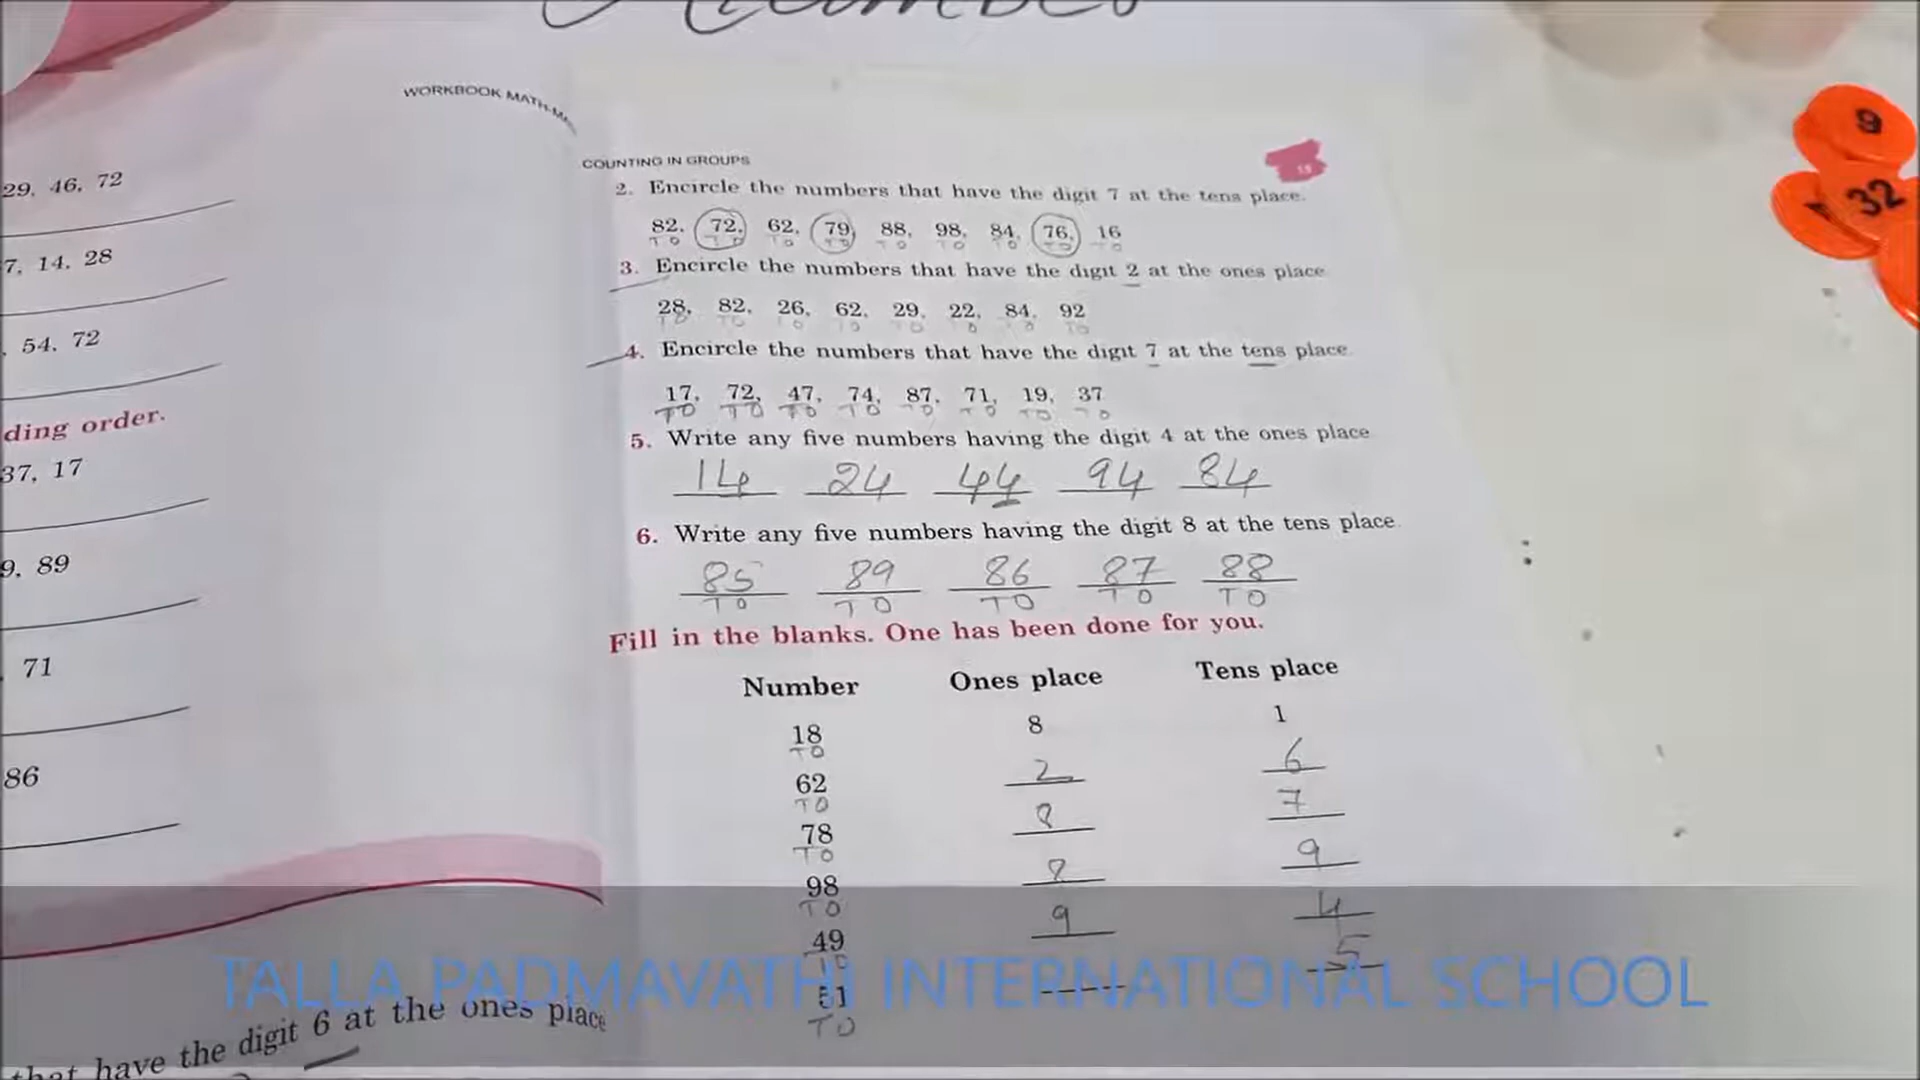 WORKBOOK MATH-MA
29, 46, 72
7, 14, 28
, 54, 72
ding order.
37, 17
9, 89
71
86
that have the digit 6 at the ones place
COUNTING IN GROUPS
2. Encircle the numbers that have the digit 7 at the tens place.
82, 72, 62, 79, 88, 98, 84, 76, 16
T O T O T O T O T O T O T O T O T O
3. Encircle the numbers that have the digit 2 at the ones place
28, 82, 26, 62, 29, 22, 84, 92
T O T O T O T O T O O T O T O
4. Encircle the numbers that have the digit 7 at the tens place
17, 72, 47, 74, 87, 71, 19, 37
T O T O T O T O T O T O T O T O
5. Write any five numbers having the digit 4 at the ones place
14 24 44 94 84
6. Write any five numbers having the digit 8 at the tens place
85 89 86 87 88
T O T O T O T O T O
Fill in the blanks. One has been done for you.
Number Ones place Tens place
18 8 1
T O
62 2 6
T O
78 8 7
T O
98 8 9
T O
49 9 4
T O
51 5
T O
9
32
TALLA PADMAVATHI INTERNATIONAL SCHOOL